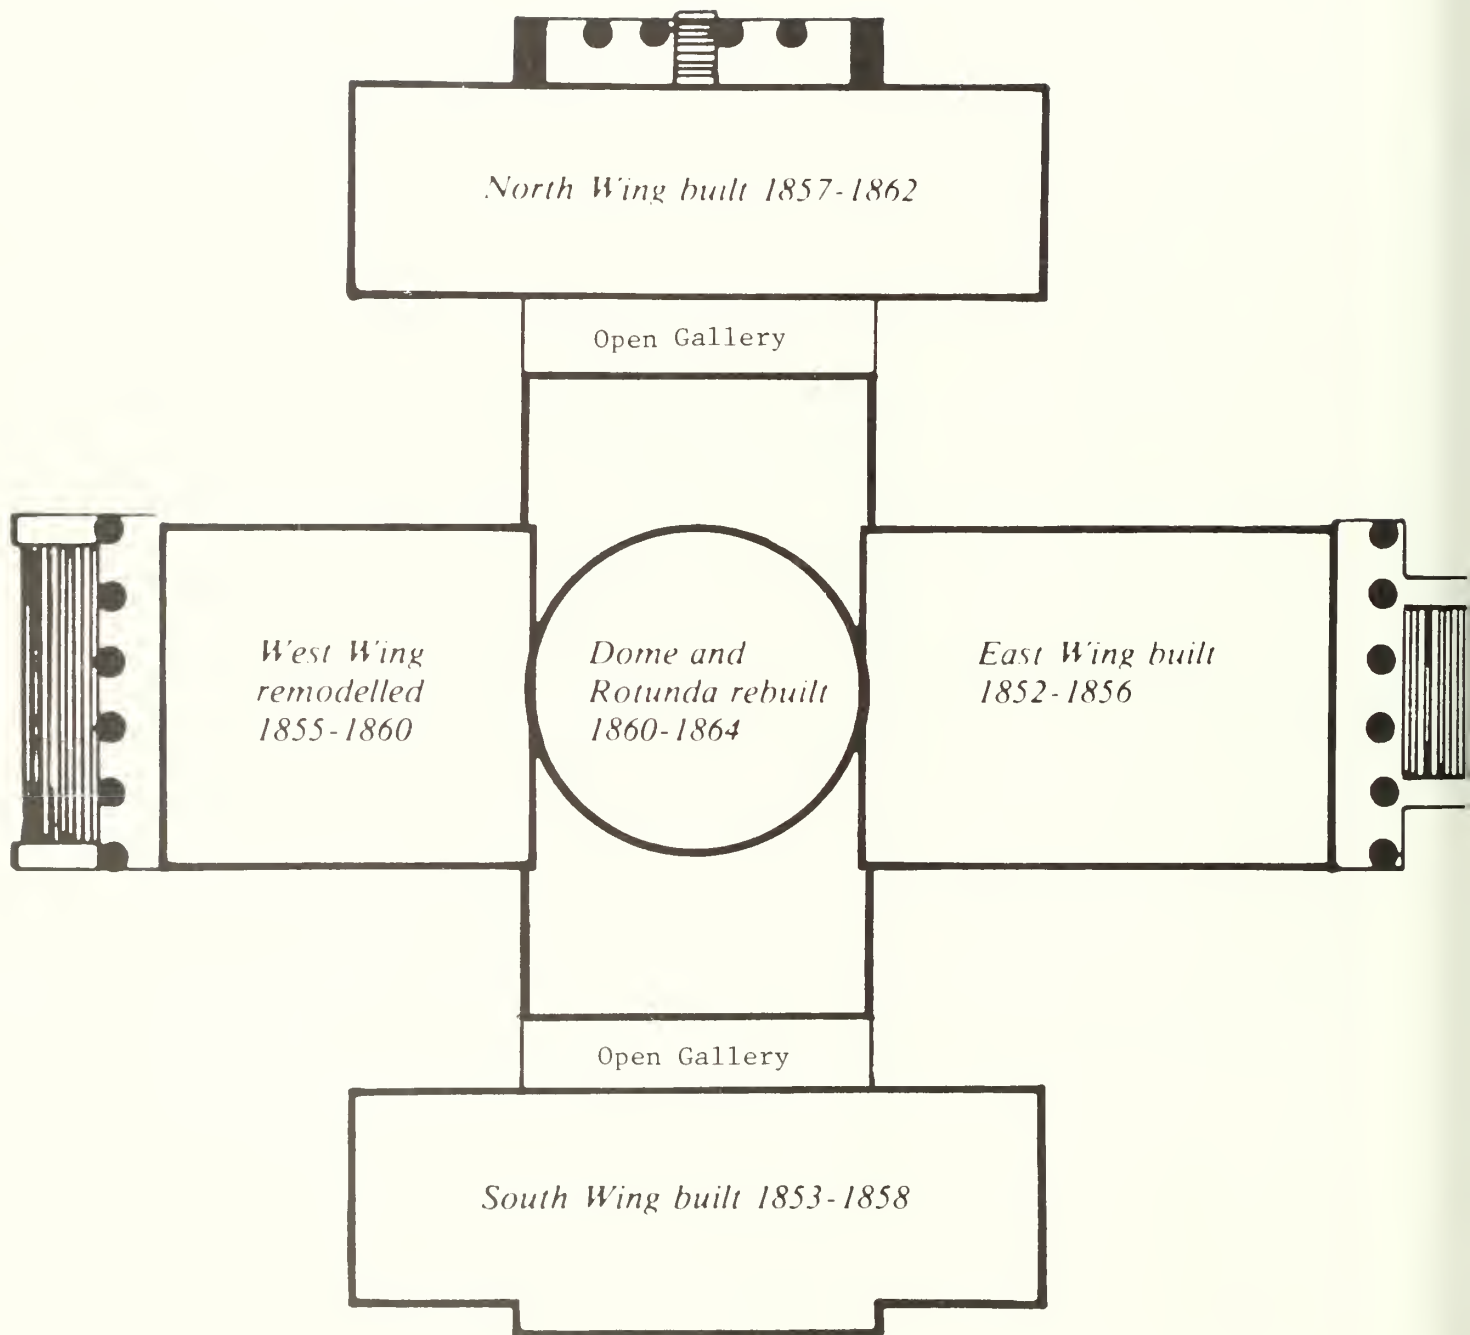 North Wing built 1857-1862
Open Gallery
West Wing
remodelled
1855-1860
Dome and
Rotunda rebuilt
1860-1864
East Wing built
1852-1856
Open Gallery
South Wing built 1853-1858